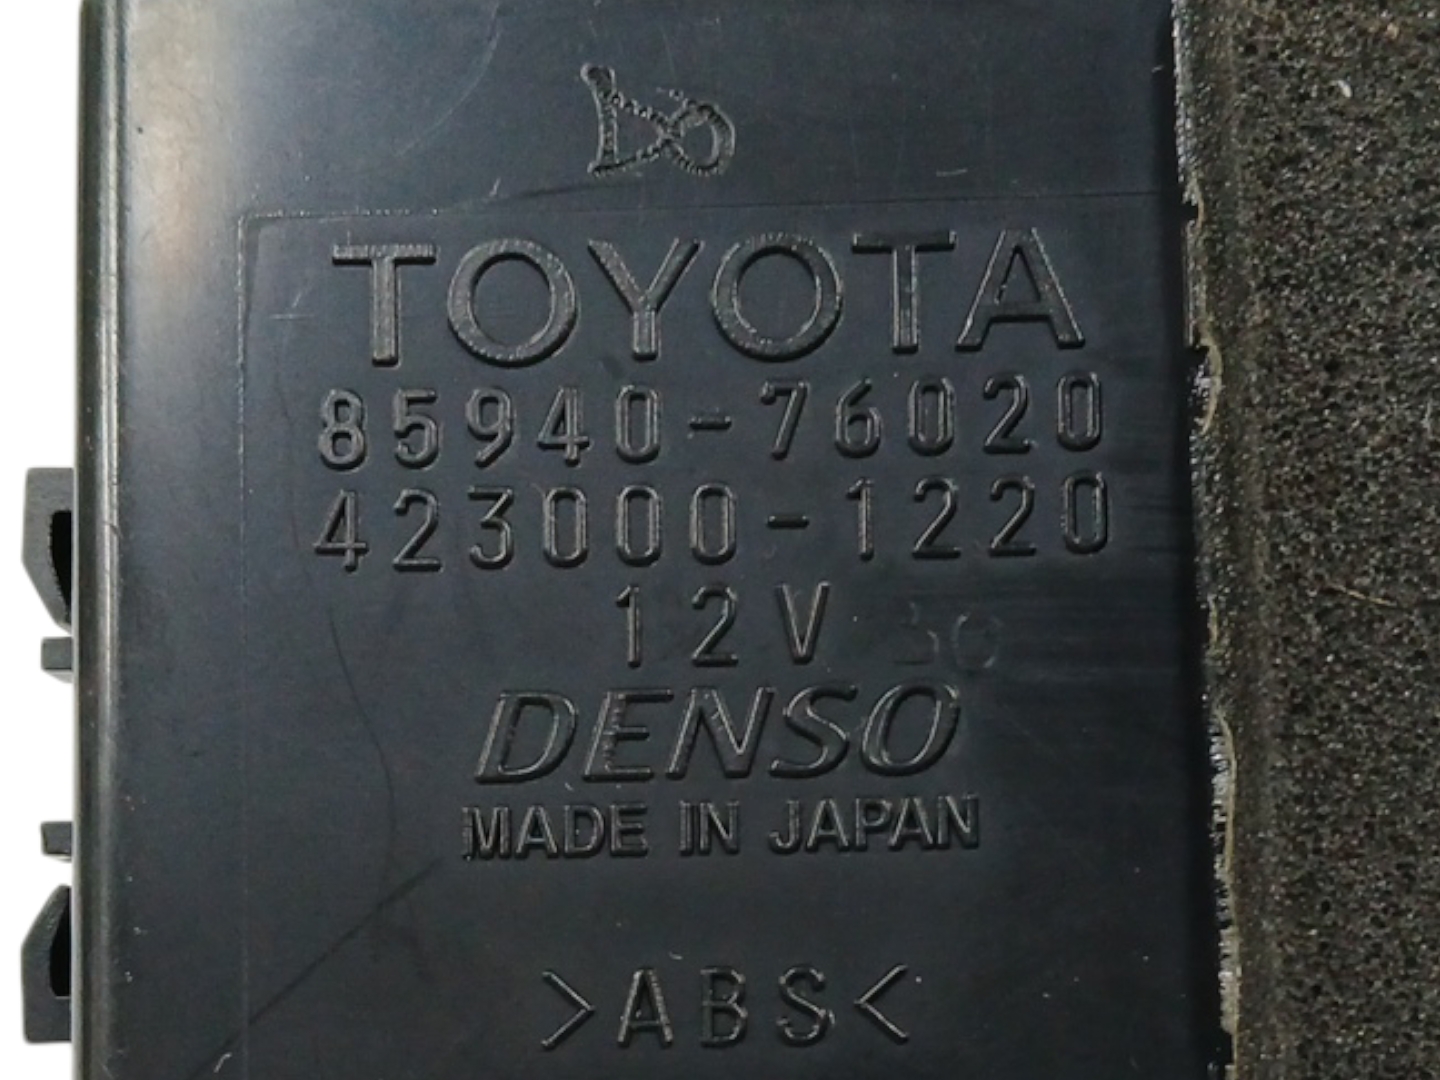 TOYOTA
85940-76020
423000-1220
12V
DENSO
MADE IN JAPAN
>ABS<